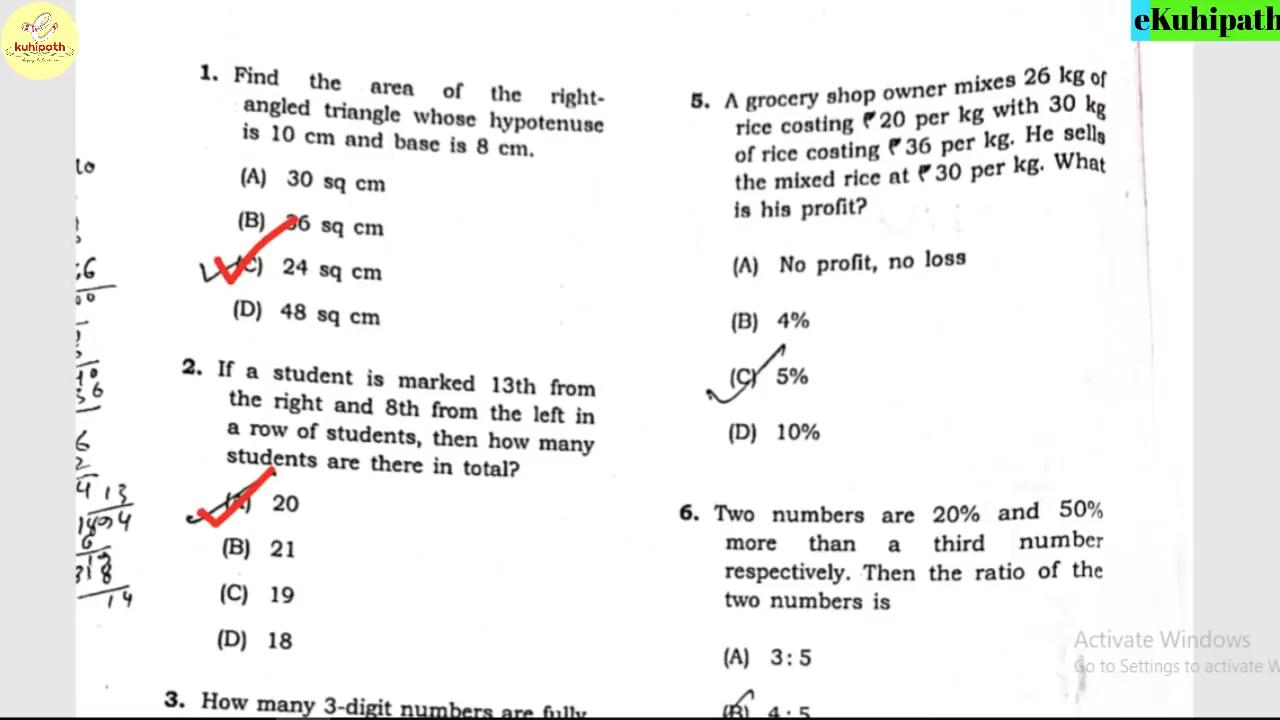 kuhipath
eKuhipath
1. Find the area of the right-
angled triangle whose hypotenuse
is 10 cm and base is 8 cm.
(A) 30 sq cm
(B) 36 sq cm
(C) 24 sq cm
(D) 48 sq cm
2. If a student is marked 13th from
the right and 8th from the left in
a row of students, then how many
students are there in total?
(A) 20
(B) 21
(C) 19
(D) 18
3. How many 3-digit numbers are fully
5. A grocery shop owner mixes 26 kg of
rice costing ₹20 per kg with 30 kg
of rice costing ₹36 per kg. He sells
the mixed rice at ₹30 per kg. What
is his profit?
(A) No profit, no loss
(B) 4%
(C) 5%
(D) 10%
6. Two numbers are 20% and 50%
more than a third number
respectively. Then the ratio of the
two numbers is
(A) 3:5
(B) 4:5
Activate Windows
Go to Settings to activate W